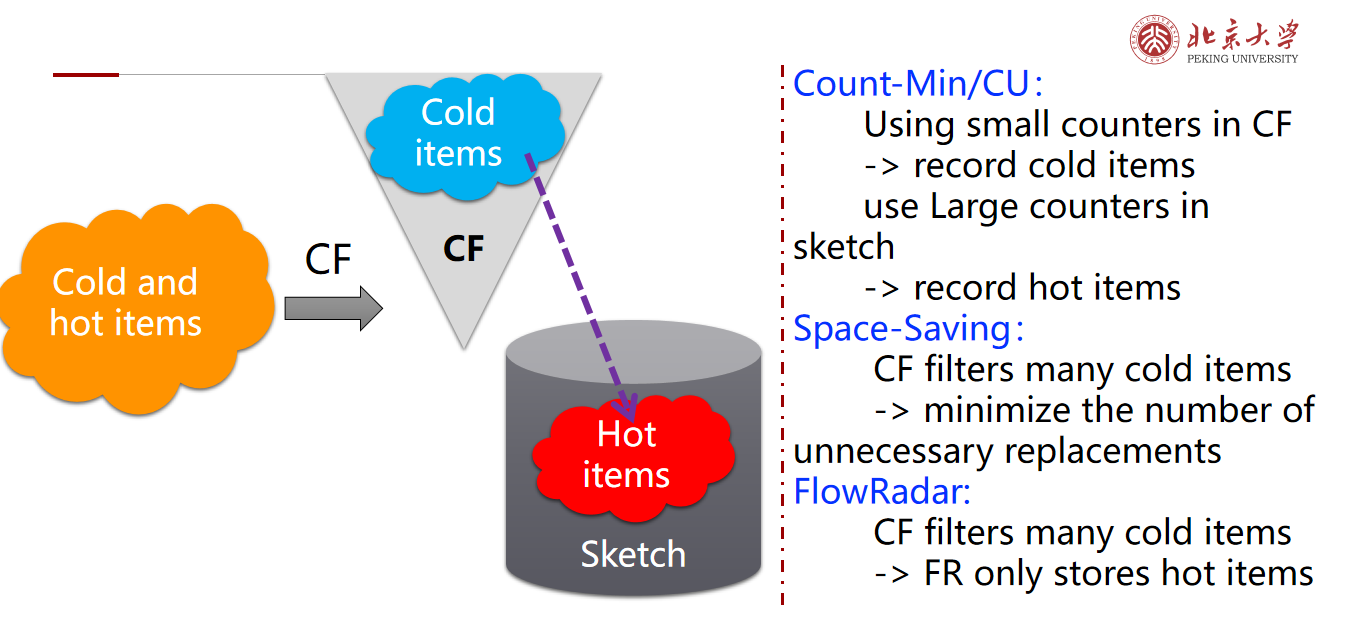 北京大学
PEKING UNIVERSITY
Cold
items
CF
CF
Cold and
hot items
Hot
items
Sketch
Count-Min/CU:
Using small counters in CF
-> record cold items
use Large counters in
sketch
-> record hot items
Space-Saving:
CF filters many cold items
-> minimize the number of
unnecessary replacements
FlowRadar:
CF filters many cold items
-> FR only stores hot items